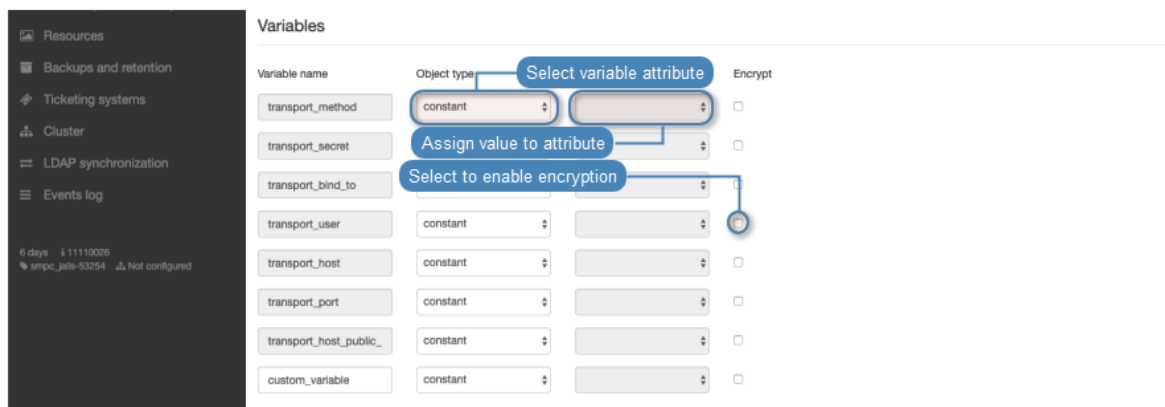 Resources
Backups and retention
Ticketing systems
Cluster
LDAP synchronization
Events log
6 days 11110026
smpc_jails-53254 Not configured
Variables
Variable name Object type Select variable attribute Encrypt
transport_method constant
transport_secret Assign value to attribute
transport_bind_to Select to enable encryption
transport_user constant
transport_host constant
transport_port constant
transport_host_public_ constant
custom_variable constant